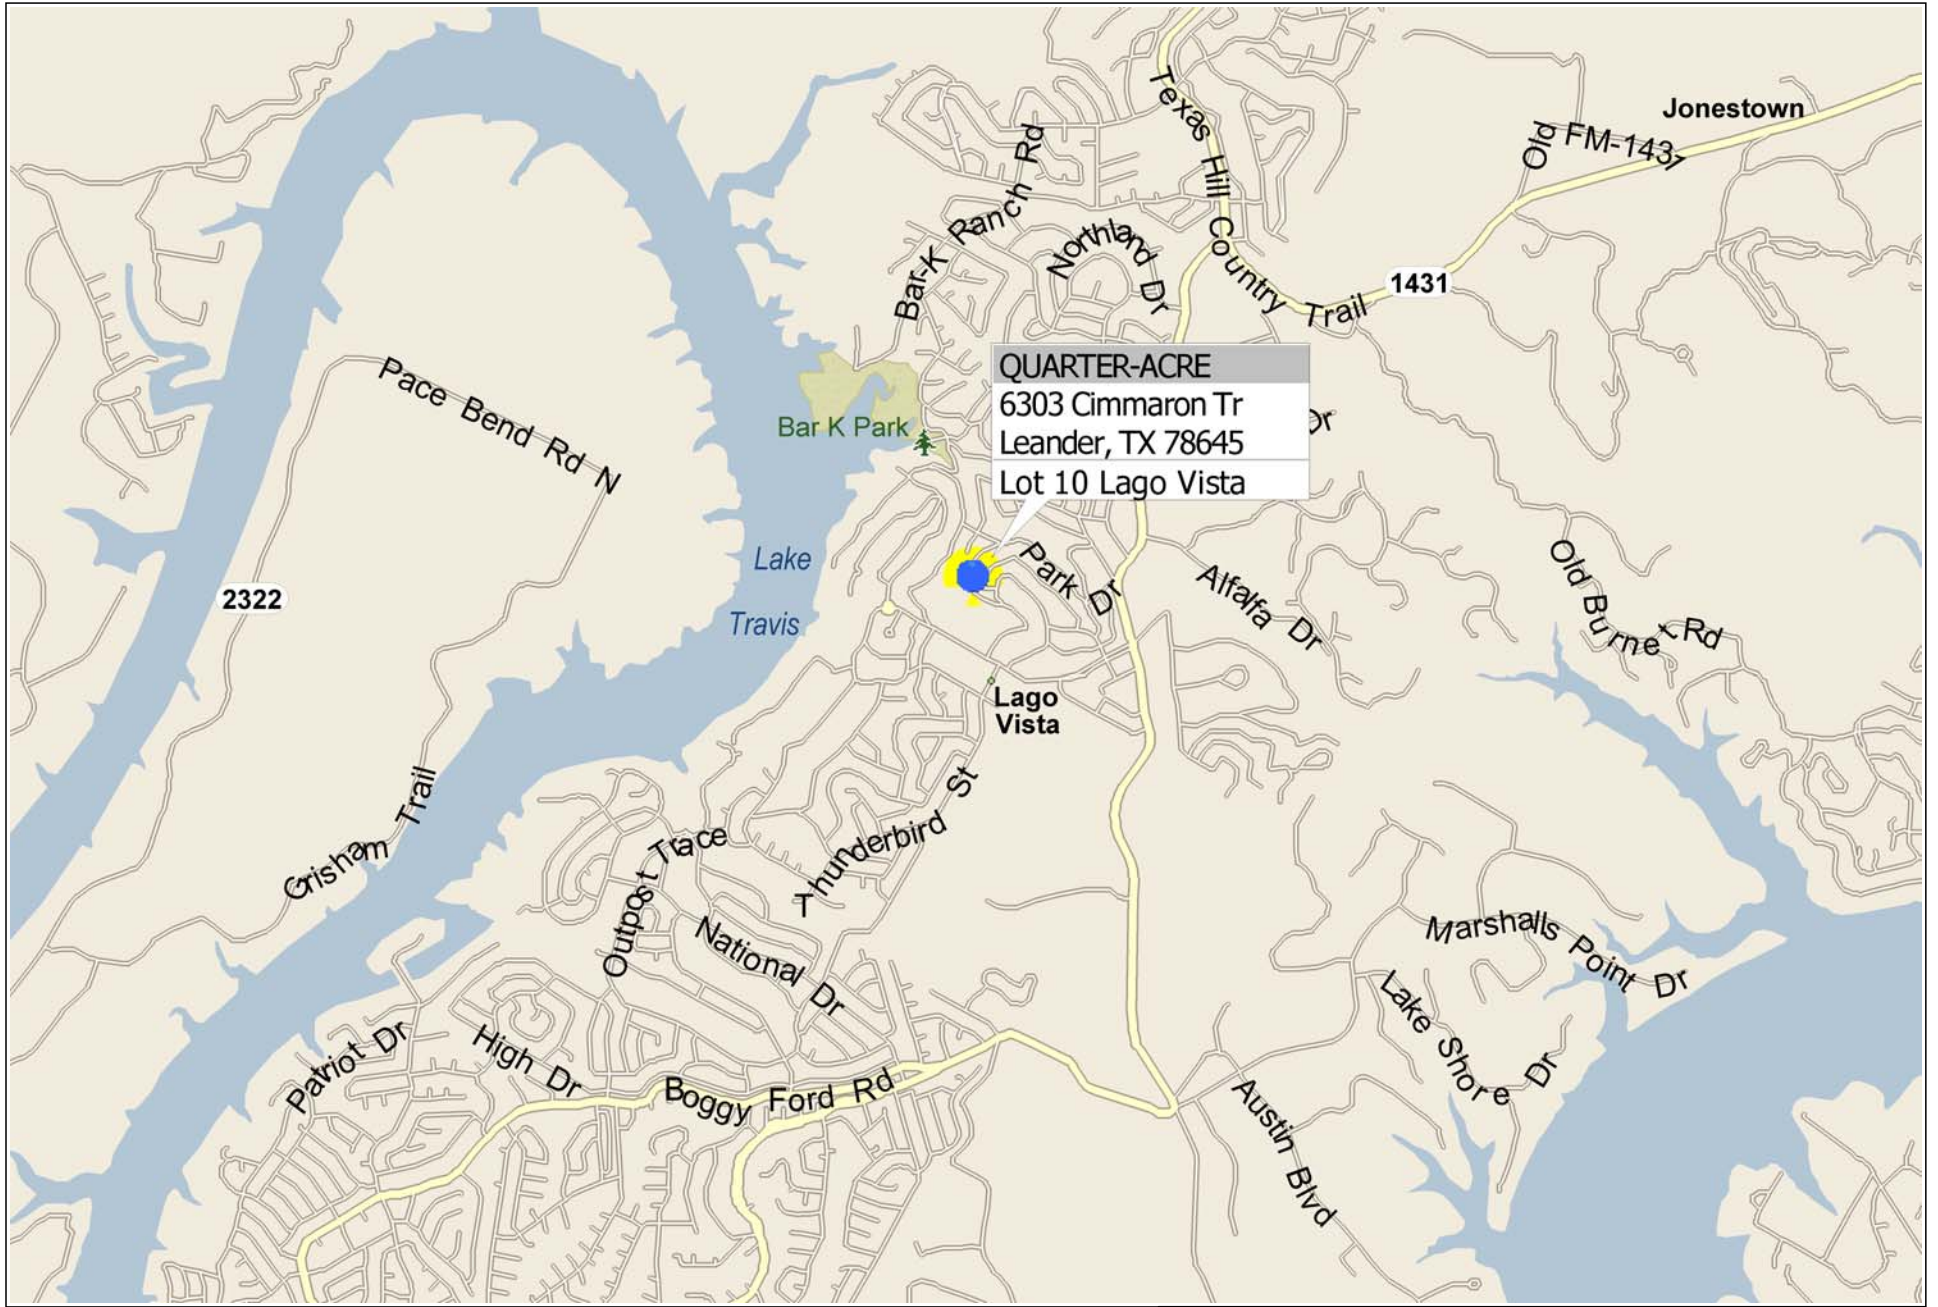 Jonestown
Old FM-1431
Texas Hill Country Trail
Bar-K Ranch Rd
Northland Dr
1431
QUARTER-ACRE
6303 Cimmaron Tr
Leander, TX 78645
Lot 10 Lago Vista
Dr
Pace Bend Rd N
Bar K Park
Lake
Travis
2322
Park Dr
Alfalfa Dr
Old Burnet Rd
Lago
Vista
Grisham Trail
Thunderbird St
Outpost Trace
National Dr
Marshalls Point Dr
Lake Shore Dr
Patriot Dr
High Dr
Boggy Ford Rd
Austin Blvd